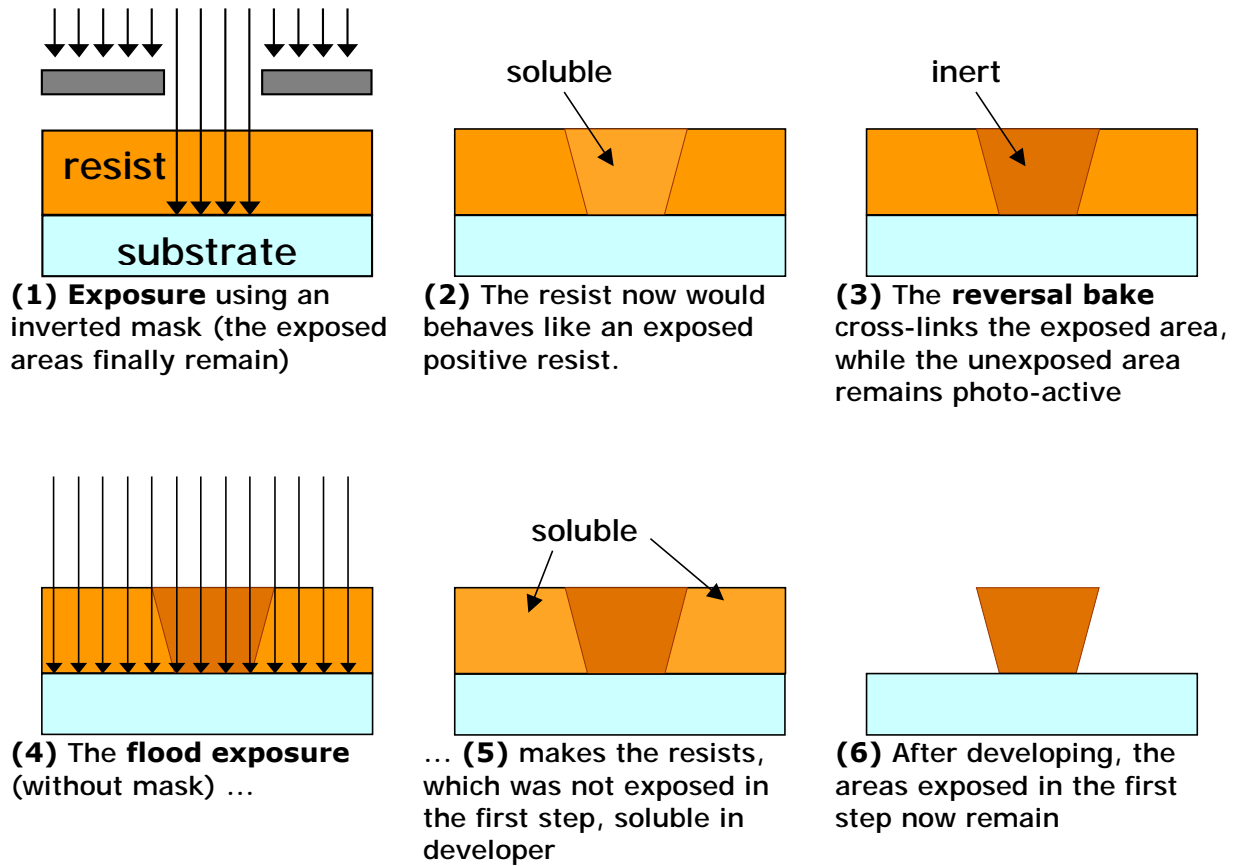 resist
substrate
(1) Exposure using an
inverted mask (the exposed
areas finally remain)
soluble
(2) The resist now would
behaves like an exposed
positive resist.
inert
(3) The reversal bake
cross-links the exposed area,
while the unexposed area
remains photo-active
(4) The flood exposure
(without mask) ...
soluble
... (5) makes the resists,
which was not exposed in
the first step, soluble in
developer
(6) After developing, the
areas exposed in the first
step now remain